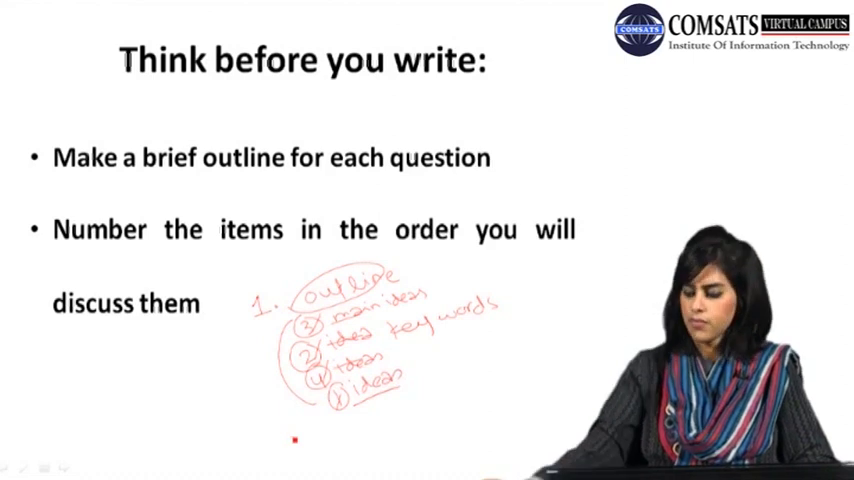 COMSATS VIRTUAL CAMPUS
COMSATS
Institute Of Information Technology
Think before you write:
• Make a brief outline for each question
• Number the items in the order you will
discuss them
1. outline
3 main ideas
2 idea key words
4 ideas
1 ideas